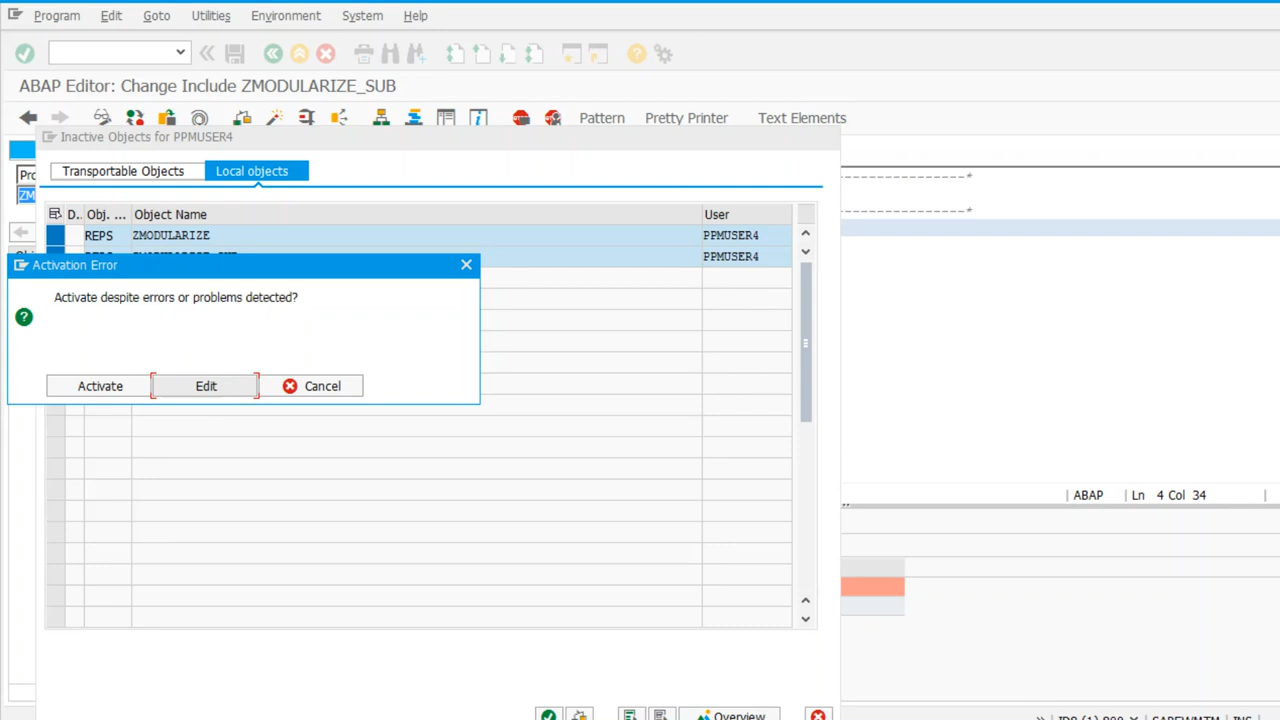 Program Edit Goto Utilities Environment System Help
ABAP Editor: Change Include ZMODULARIZE_SUB
Pattern Pretty Printer Text Elements
Inactive Objects for PPMUSER4
Transportable Objects Local objects
D.. Obj. ... Object Name User
REPS ZMODULARIZE PPMUSER4
PPMUSER4
Activation Error
Activate despite errors or problems detected?
Activate Edit Cancel
ABAP Ln 4 Col 34
Overview